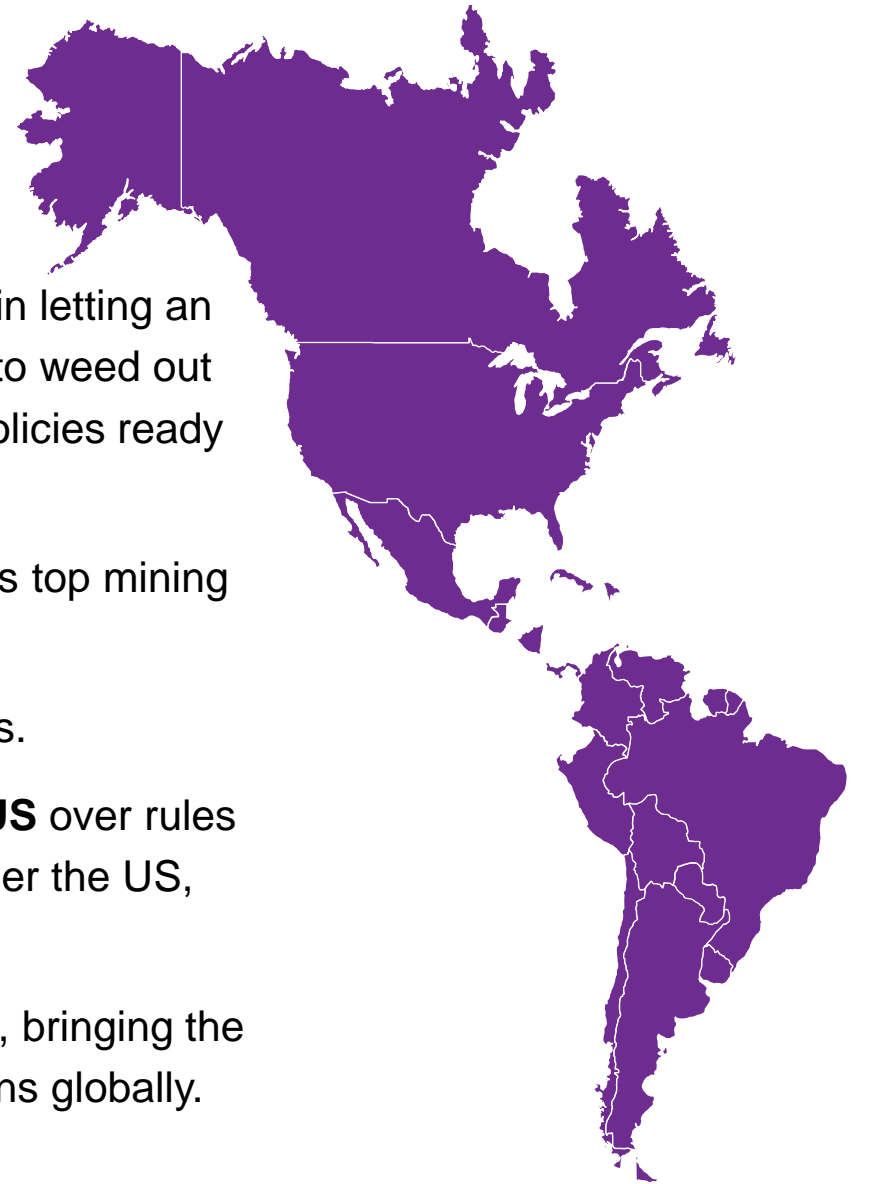 in letting an
to weed out
olicies ready
s top mining
s.
US over rules
er the US,
, bringing the
ns globally.